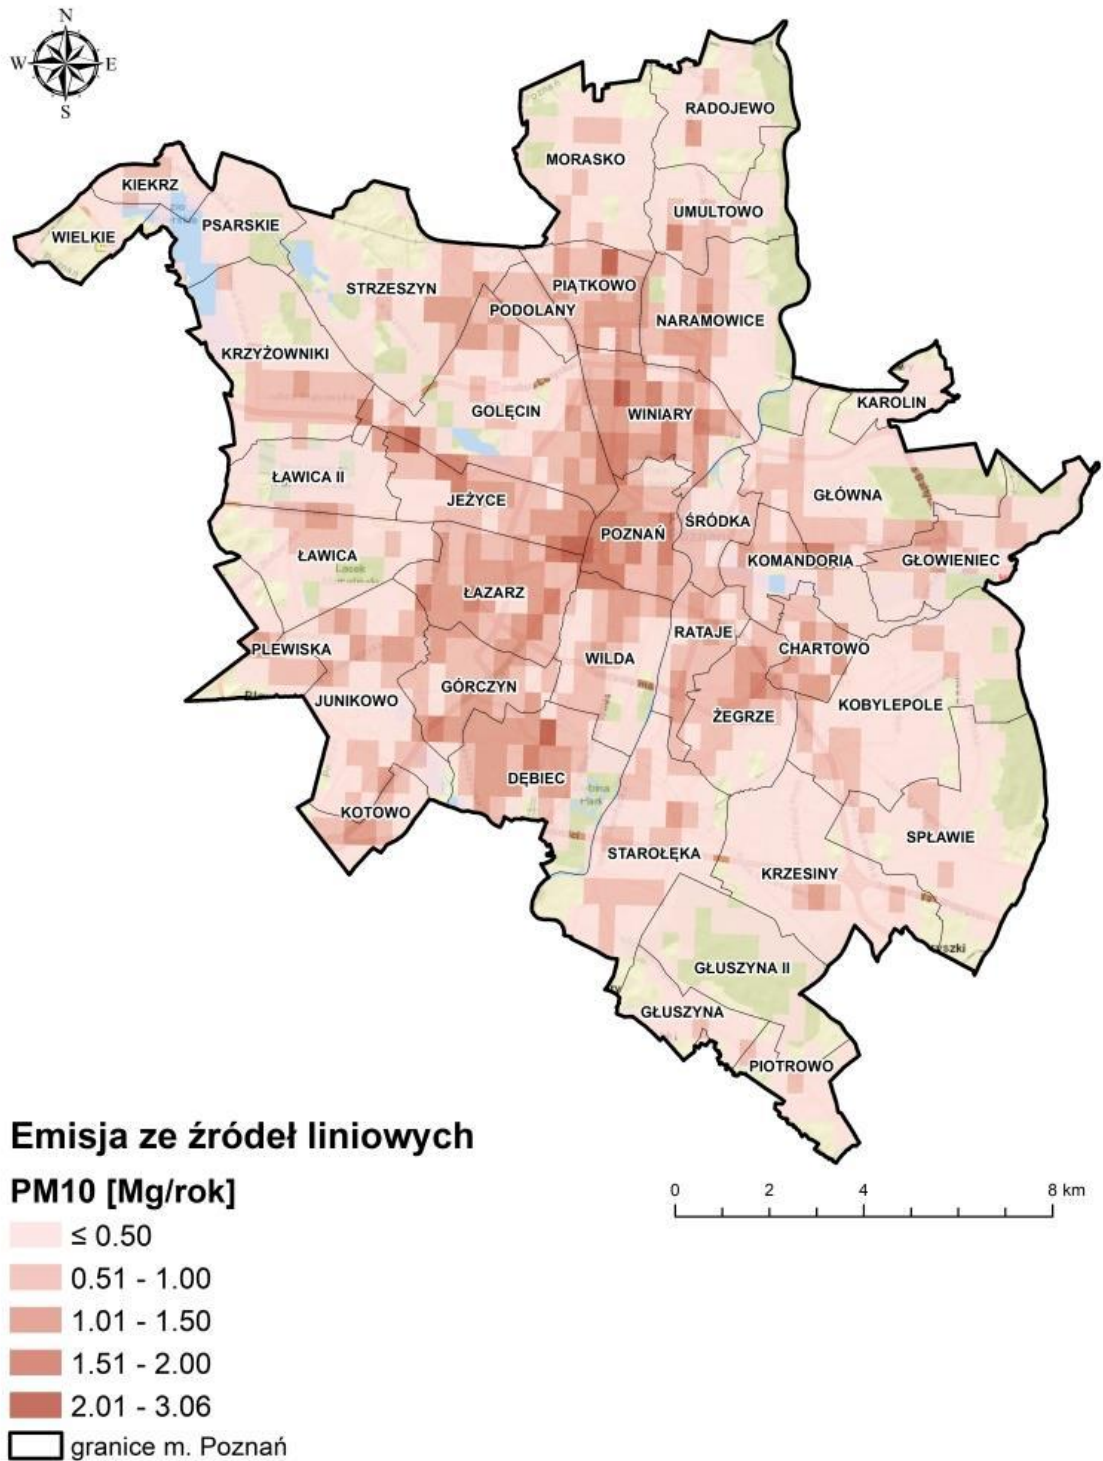 N
W E
S
RADOJEWO
MORASKO
KIEKRZ
UMULTOWO
PSARSKIE
WIELKIE
STRZESZYN
PIĄTKOWO
PODOLANY
NARAMOWICE
KRZYŻOWNIKI
KAROLIN
GOLĘCIN
WINIARY
ŁAWICA II
GŁÓWNA
JEŻYCE
ŚRÓDKA
POZNAŃ
ŁAWICA
KOMANDORIA
GŁOWIENIEC
Lasek
ŁAZARZ
RATAJE
CHARTOWO
PLEWISKA
WILDA
GÓRCZYN
JUNIKOWO
KOBYLEPOLE
ŻEGRZE
DĘBIEC
KOTOWO
SPŁAWIE
STAROŁĘKA
KRZESINY
GŁUSZYNA II
GŁUSZYNA
PIOTROWO
Emisja ze źródeł liniowych
PM10 [Mg/rok]
0 2 4 8 km
≤ 0.50
0.51 - 1.00
1.01 - 1.50
1.51 - 2.00
2.01 - 3.06
granice m. Poznań